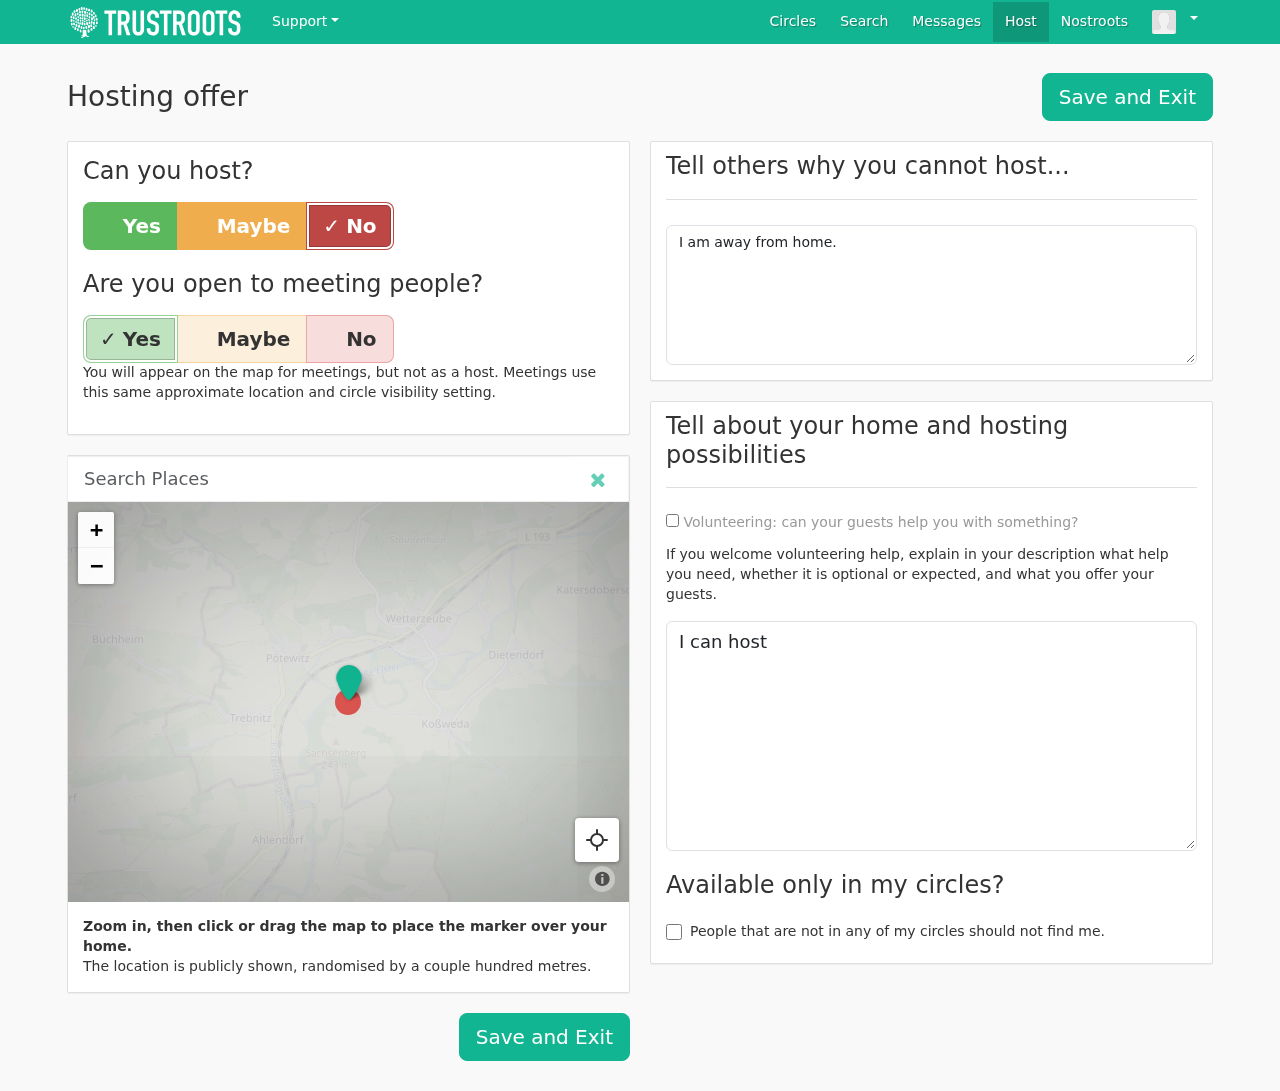 TRUSTROOTS
Support
Circles
Search
Messages
Host
Nostroots
Hosting offer
Save and Exit
Can you host?
Yes
Maybe
✓ No
Are you open to meeting people?
✓ Yes
Maybe
No
You will appear on the map for meetings, but not as a host. Meetings use
this same approximate location and circle visibility setting.
Search Places
+
−
L 193
Katersdobersd
Wetterzeube
Buchheim
Potewitz
Dietendorf
Trebnitz
Koßweda
Sachsenberg
Ahlendorf
Zoom in, then click or drag the map to place the marker over your
home.
The location is publicly shown, randomised by a couple hundred metres.
Save and Exit
Tell others why you cannot host...
I am away from home.
Tell about your home and hosting
possibilities
Volunteering: can your guests help you with something?
If you welcome volunteering help, explain in your description what help
you need, whether it is optional or expected, and what you offer your
guests.
I can host
Available only in my circles?
People that are not in any of my circles should not find me.